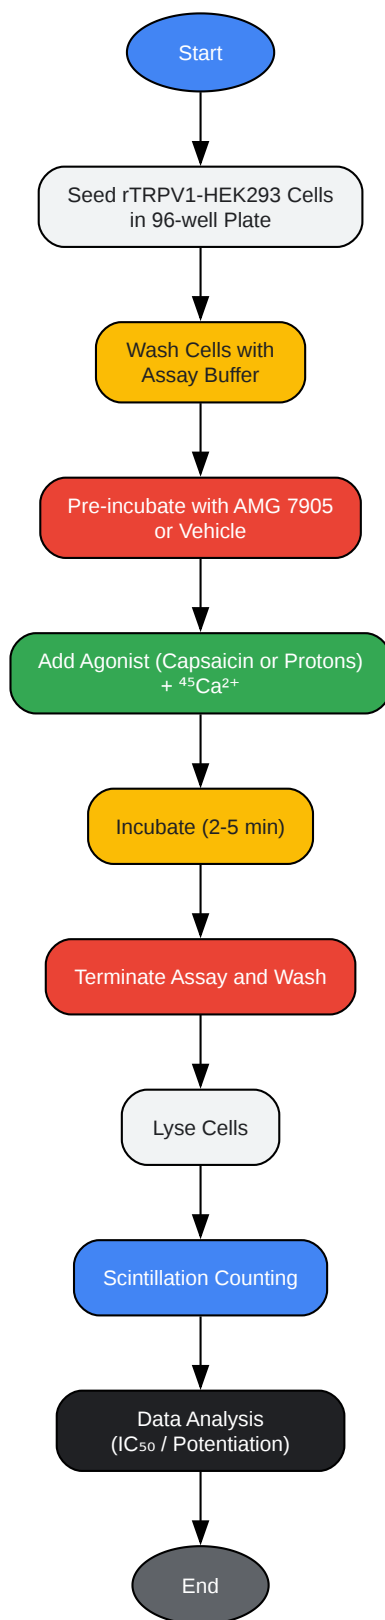 Start
Seed rTRPV1-HEK293 Cells
in 96-well Plate
Wash Cells with
Assay Buffer
Pre-incubate with AMG 7905
or Vehicle
Add Agonist (Capsaicin or Protons)
+ ⁴⁵Ca²⁺
Incubate (2-5 min)
Terminate Assay and Wash
Lyse Cells
Scintillation Counting
Data Analysis
(IC₅₀ / Potentiation)
End